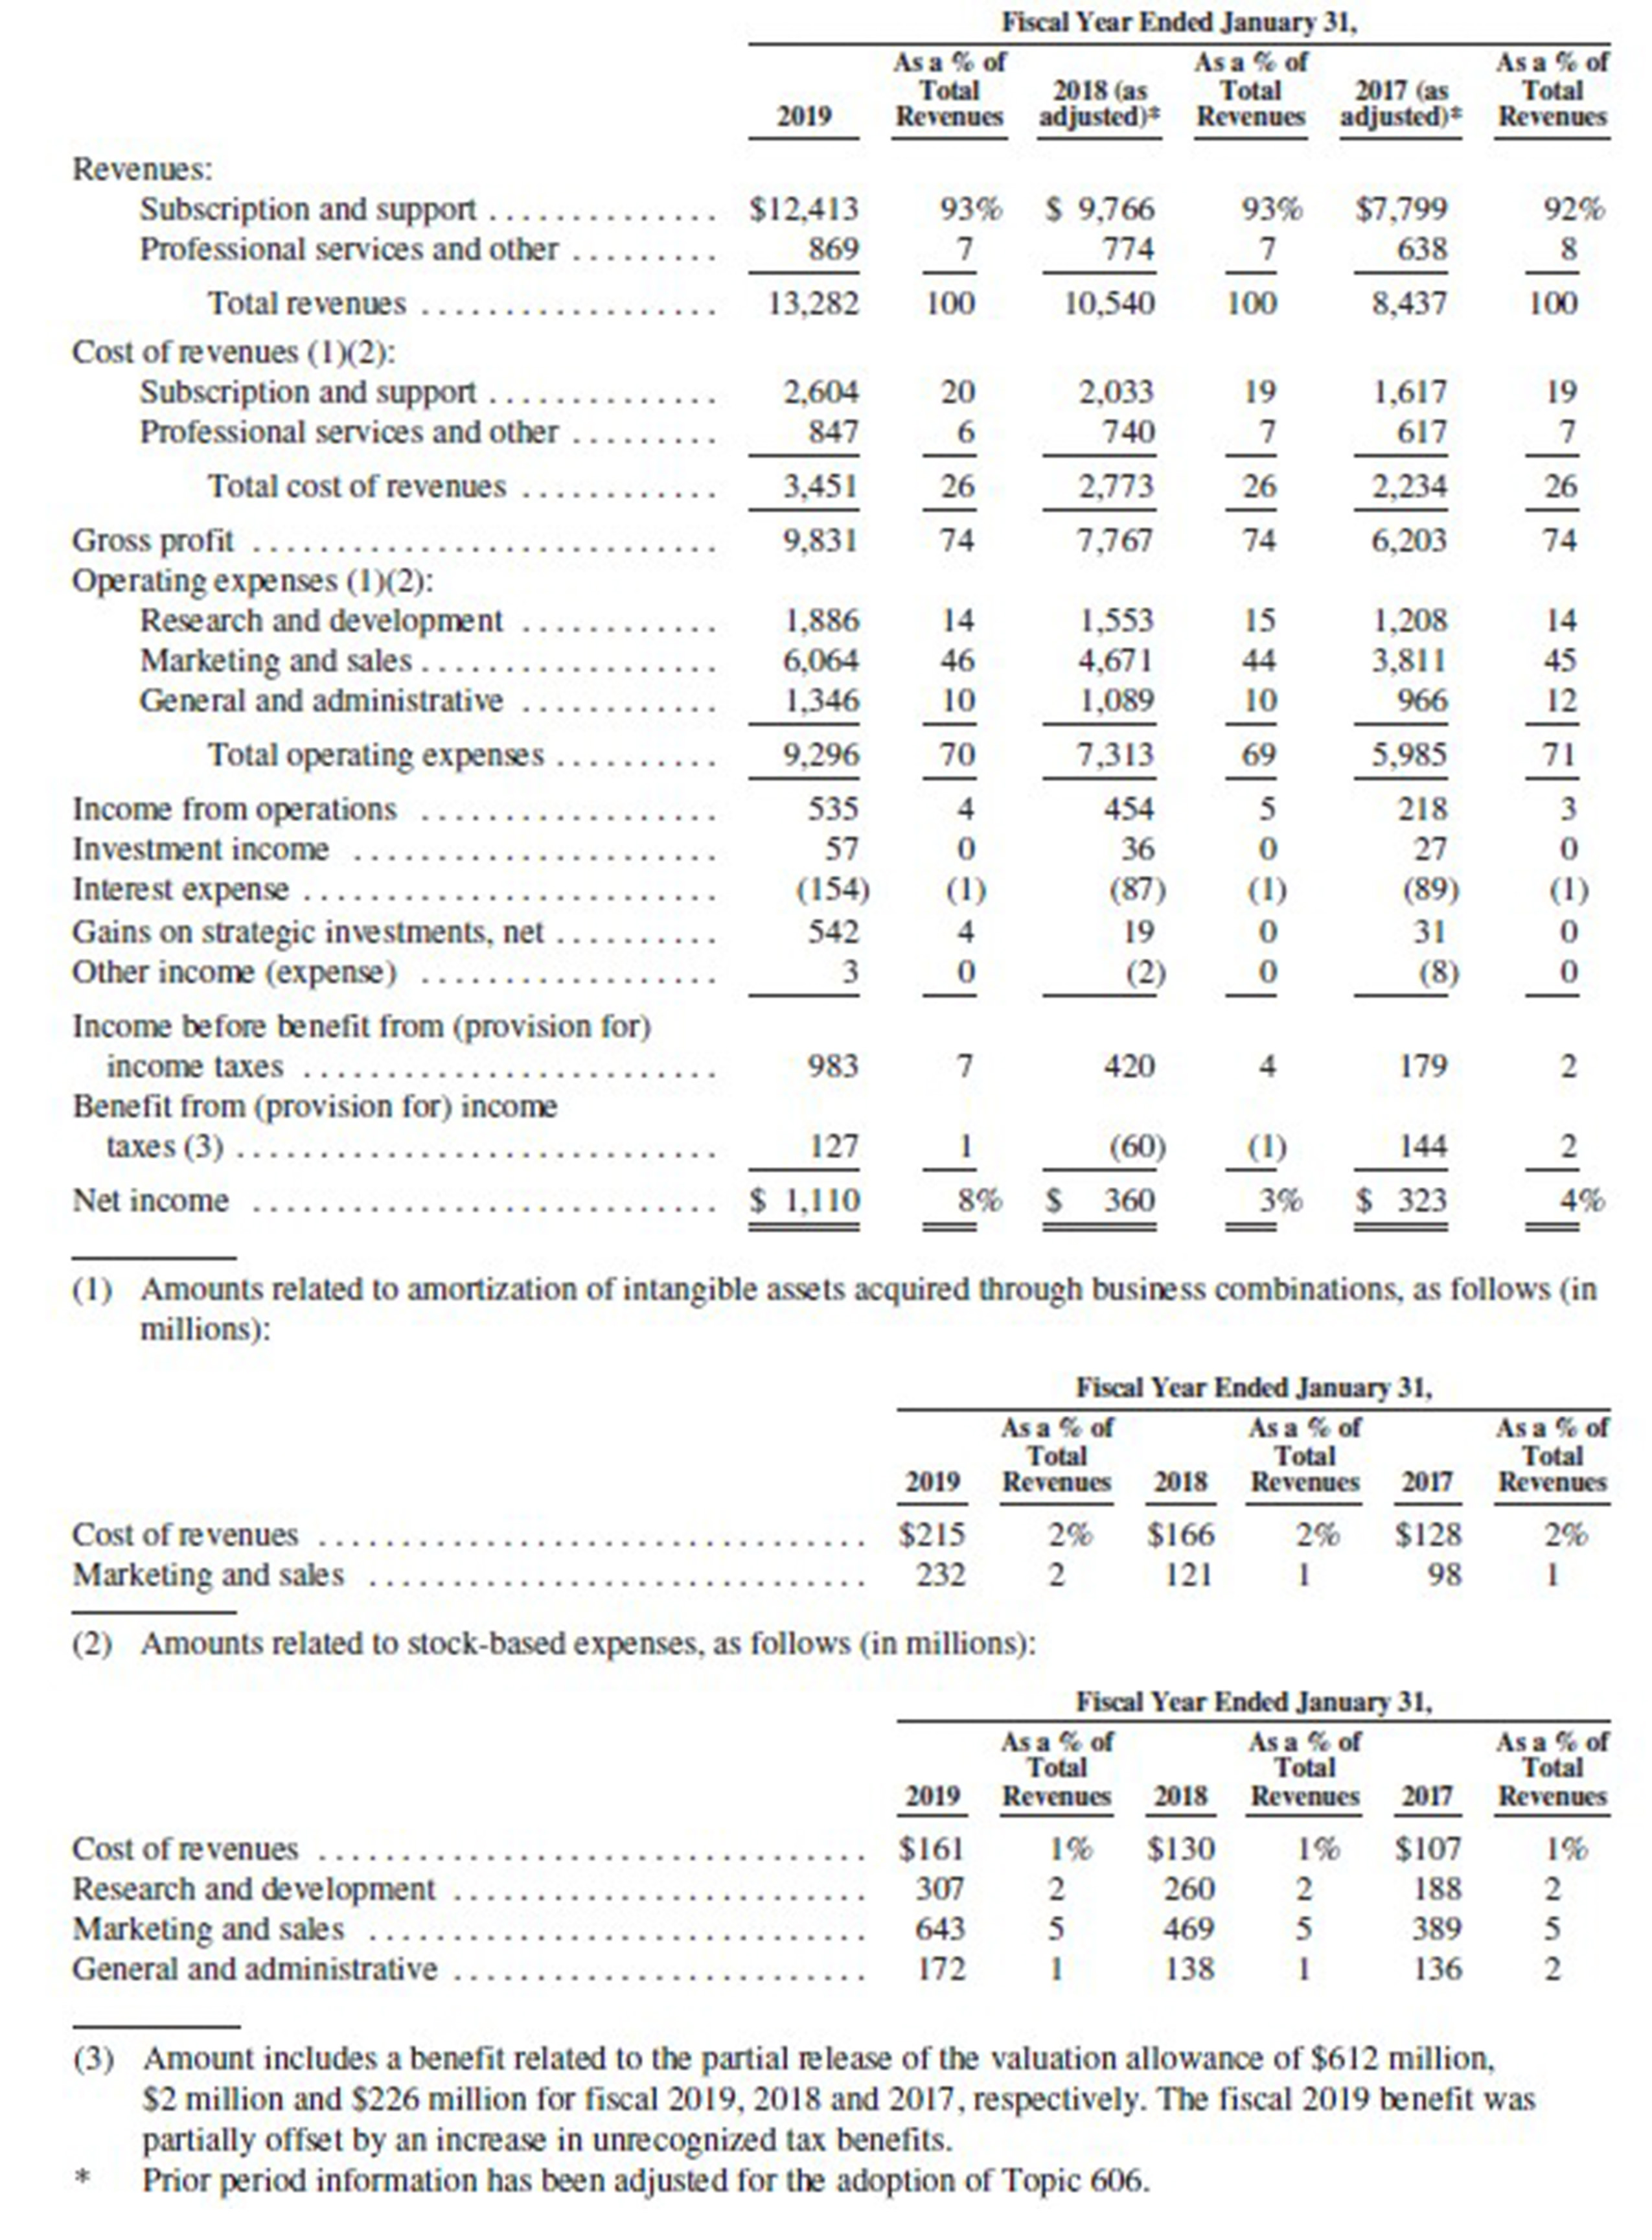 Fiscal Year Ended January 31,
2019 As a % of Total Revenues 2018 (as adjusted)* As a % of Total Revenues 2017 (as adjusted)* As a % of Total Revenues
Revenues:
Subscription and support . . . . . . . . . . . . . . $12,413 93% $ 9,766 93% $7,799 92%
Professional services and other . . . . . . . . . 869 7 774 7 638 8
Total revenues . . . . . . . . . . . . . . . . . . 13,282 100 10,540 100 8,437 100
Cost of revenues (1)(2):
Subscription and support . . . . . . . . . . . . . . 2,604 20 2,033 19 1,617 19
Professional services and other . . . . . . . . . 847 6 740 7 617 7
Total cost of revenues . . . . . . . . . . . . 3,451 26 2,773 26 2,234 26
Gross profit . . . . . . . . . . . . . . . . . . . . . . . . . . . . 9,831 74 7,767 74 6,203 74
Operating expenses (1)(2):
Research and development . . . . . . . . . . . . 1,886 14 1,553 15 1,208 14
Marketing and sales . . . . . . . . . . . . . . . . . . 6,064 46 4,671 44 3,811 45
General and administrative . . . . . . . . . . . . 1,346 10 1,089 10 966 12
Total operating expenses . . . . . . . . . . 9,296 70 7,313 69 5,985 71
Income from operations . . . . . . . . . . . . . . . . . . 535 4 454 5 218 3
Investment income . . . . . . . . . . . . . . . . . . . . . . 57 0 36 0 27 0
Interest expense . . . . . . . . . . . . . . . . . . . . . . . . . (154) (1) (87) (1) (89) (1)
Gains on strategic investments, net . . . . . . . . . . 542 4 19 0 31 0
Other income (expense) . . . . . . . . . . . . . . . . . . 3 0 (2) 0 (8) 0
Income before benefit from (provision for)
income taxes . . . . . . . . . . . . . . . . . . . . . . . . . 983 7 420 4 179 2
Benefit from (provision for) income
taxes (3) . . . . . . . . . . . . . . . . . . . . . . . . . . . . . 127 1 (60) (1) 144 2
Net income . . . . . . . . . . . . . . . . . . . . . . . . . . . . $ 1,110 8% $ 360 3% $ 323 4%
(1) Amounts related to amortization of intangible assets acquired through business combinations, as follows (in
millions):
Fiscal Year Ended January 31,
2019 As a % of Total Revenues 2018 As a % of Total Revenues 2017 As a % of Total Revenues
Cost of revenues . . . . . . . . . . . . . . . . . . . . . . . . . . . . . . . . . $215 2% $166 2% $128 2%
Marketing and sales . . . . . . . . . . . . . . . . . . . . . . . . . . . . . . 232 2 121 1 98 1
(2) Amounts related to stock-based expenses, as follows (in millions):
Fiscal Year Ended January 31,
2019 As a % of Total Revenues 2018 As a % of Total Revenues 2017 As a % of Total Revenues
Cost of revenues . . . . . . . . . . . . . . . . . . . . . . . . . . . . . . . . . $161 1% $130 1% $107 1%
Research and development . . . . . . . . . . . . . . . . . . . . . . . . . 307 2 260 2 188 2
Marketing and sales . . . . . . . . . . . . . . . . . . . . . . . . . . . . . . 643 5 469 5 389 5
General and administrative . . . . . . . . . . . . . . . . . . . . . . . . . 172 1 138 1 136 2
(3) Amount includes a benefit related to the partial release of the valuation allowance of $612 million,
$2 million and $226 million for fiscal 2019, 2018 and 2017, respectively. The fiscal 2019 benefit was
partially offset by an increase in unrecognized tax benefits.
* Prior period information has been adjusted for the adoption of Topic 606.